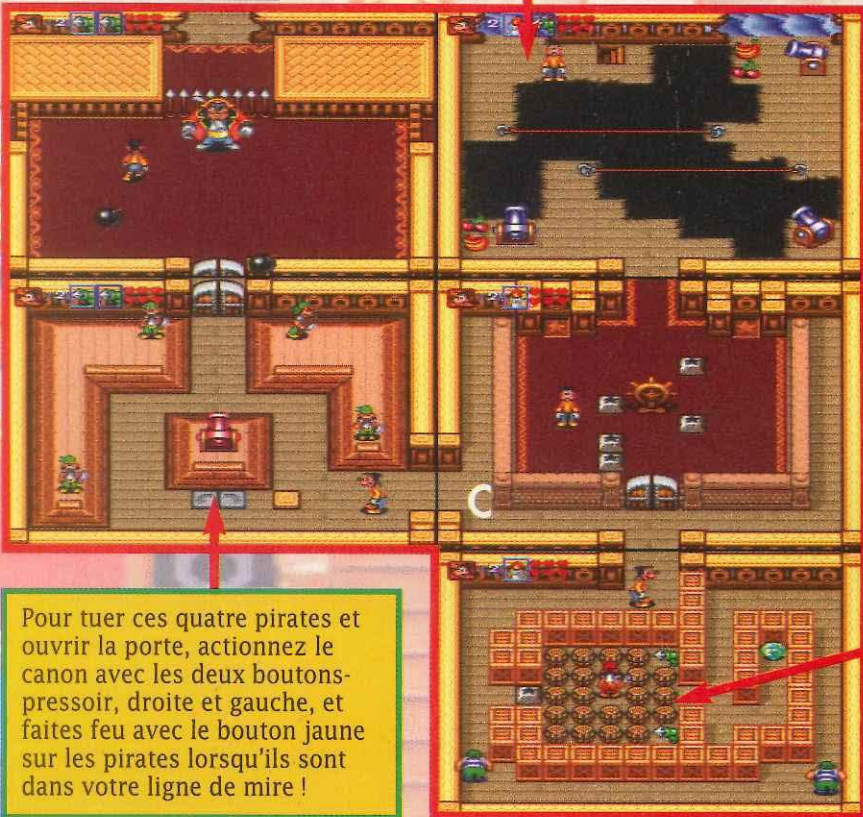 C
Pour tuer ces quatre pirates et
ouvrir la porte, actionnez le
canon avec les deux boutons-
pressoir, droite et gauche, et
faites feu avec le bouton jaune
sur les pirates lorsqu'ils sont
dans votre ligne de mire !